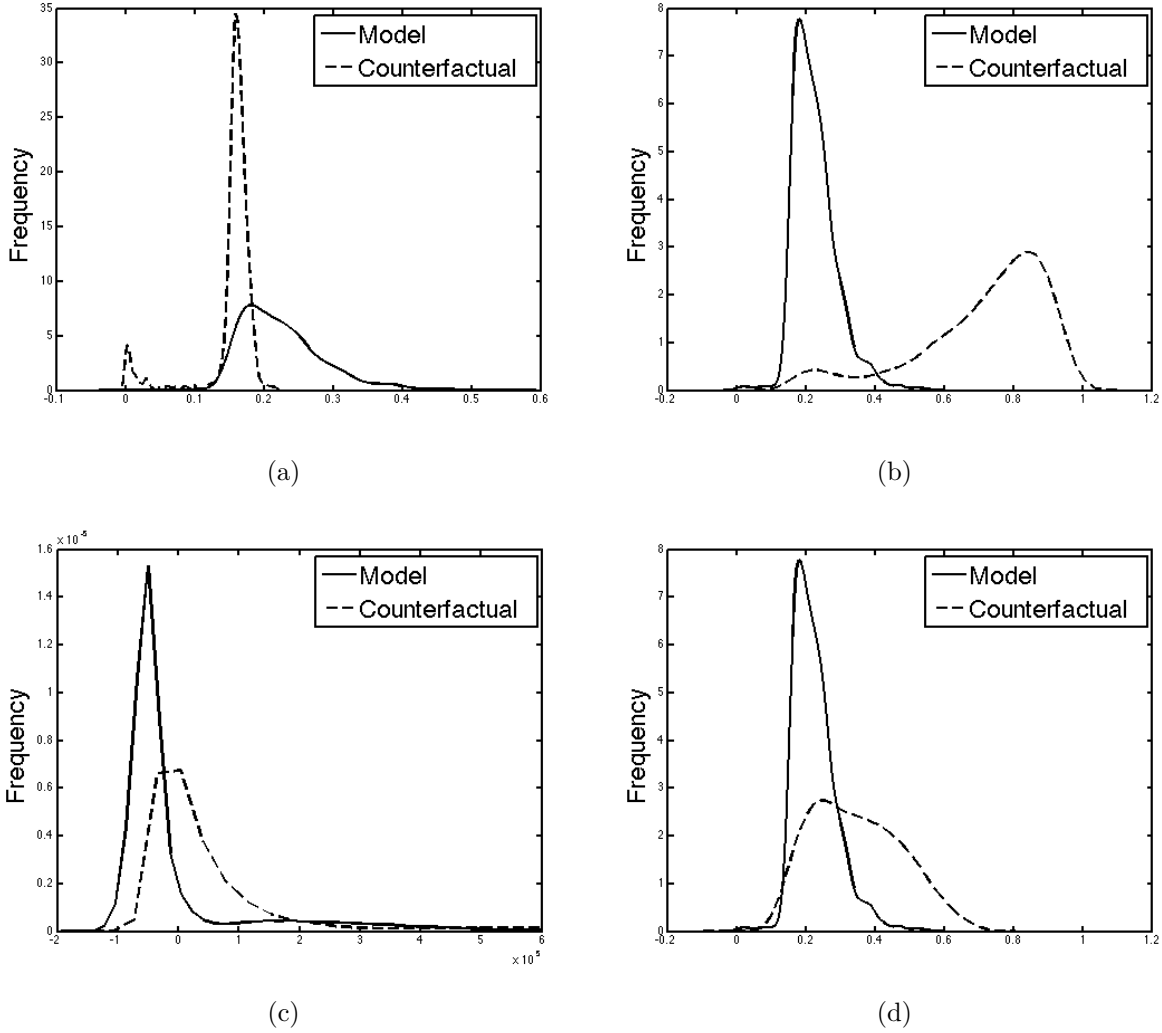 35
30
25
20
15
10
5
0
Frequency
Model
Counterfactual
-0.1 0 0.1 0.2 0.3 0.4 0.5 0.6
(a)
8
7
6
5
4
3
2
1
0
Frequency
Model
Counterfactual
-0.2 0 0.2 0.4 0.6 0.8 1 1.2
(b)
x 10⁻⁵
1.6
1.4
1.2
1
0.8
0.6
0.4
0.2
0
Frequency
Model
Counterfactual
-2 -1 0 1 2 3 4 5 6
x 10⁵
(c)
8
7
6
5
4
3
2
1
0
Frequency
Model
Counterfactual
-0.2 0 0.2 0.4 0.6 0.8 1 1.2
(d)